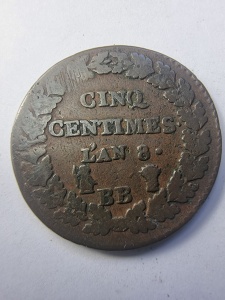 CINQ
CENTIMES.
L'AN 8.
BB